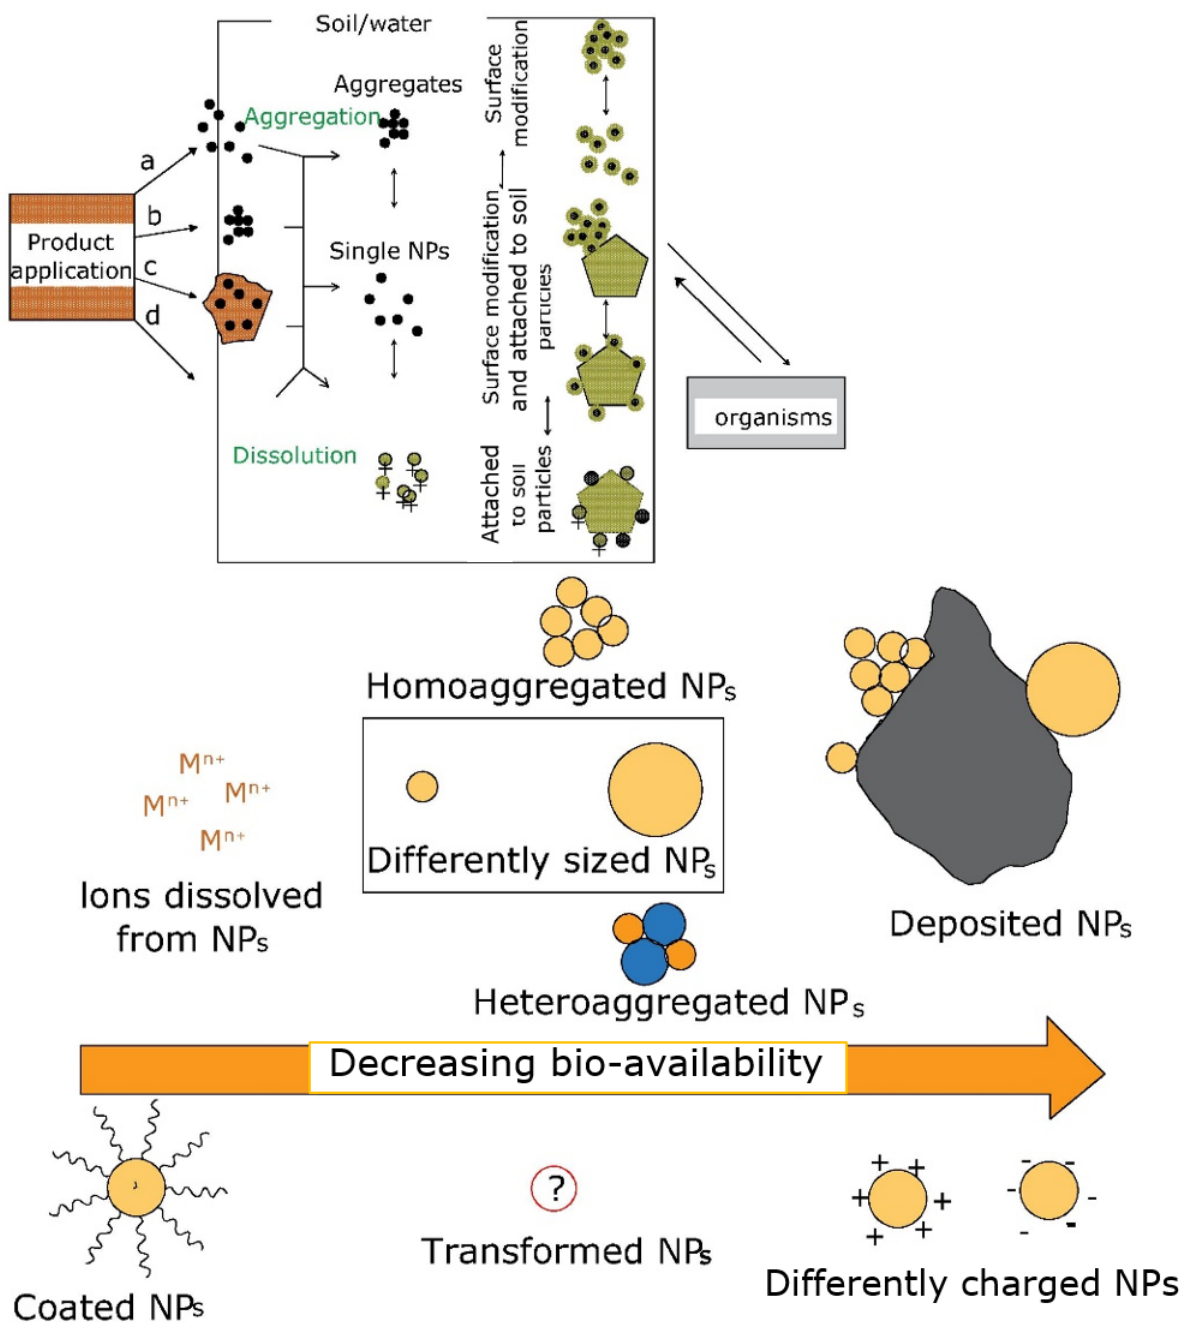 Soil/water
Aggregates
Aggregation
Surface
modification
a
b
Product
application
c
d
Single NPs
Surface modification
and attached to soil
particles
organisms
Dissolution
Attached
to soil
particles
Homoaggregated NPs
Mⁿ⁺
Mⁿ⁺
Mⁿ⁺
Mⁿ⁺
Differently sized NPs
Ions dissolved
from NPs
Deposited NPs
Heteroaggregated NPs
Decreasing bio-availability
?
+ + + + + +
- - - - - -
Transformed NPs
Differently charged NPs
Coated NPs